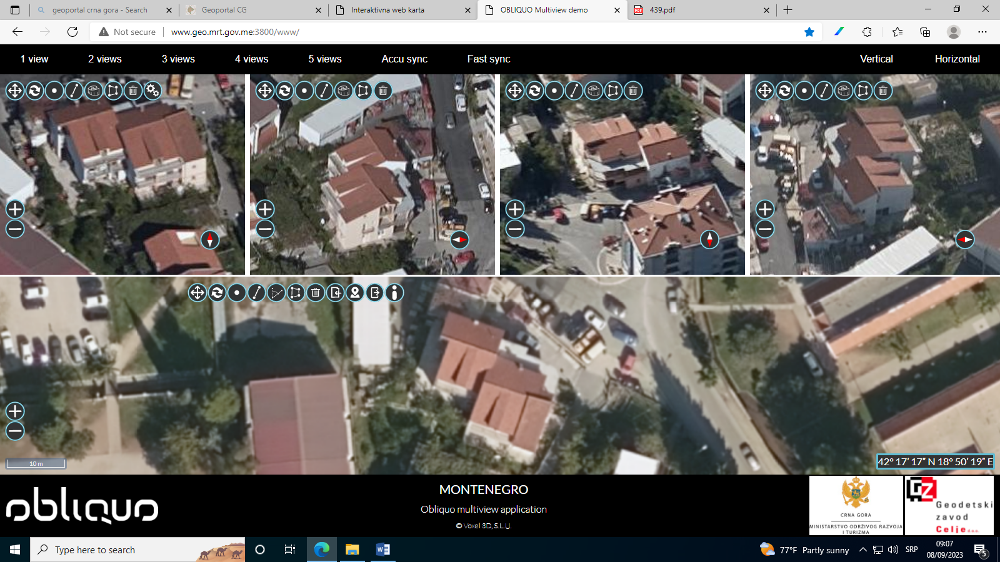 geoportal crna gora - Search
Geoportal CG
Interaktivna web karta
OBLIQUO Multiview demo
PDF
439.pdf
Not secure
www.geo.mrt.gov.me:3800/www/
1 view
2 views
3 views
4 views
5 views
Accu sync
Fast sync
Vertical
Horizontal
10 m
42° 17′ 17″ N 18° 50′ 19″ E
obliquo
MONTENEGRO
Obliquo multiview application
© Voxel 3D, S.L.U.
CRNA GORA
MINISTARSTVO ODRŽIVOG RAZVOJA
I TURIZMA
GZ
Geodetski
zavod
Celje d.o.o.
Type here to search
77°F Partly sunny
SRP
09:07
08/09/2023
5